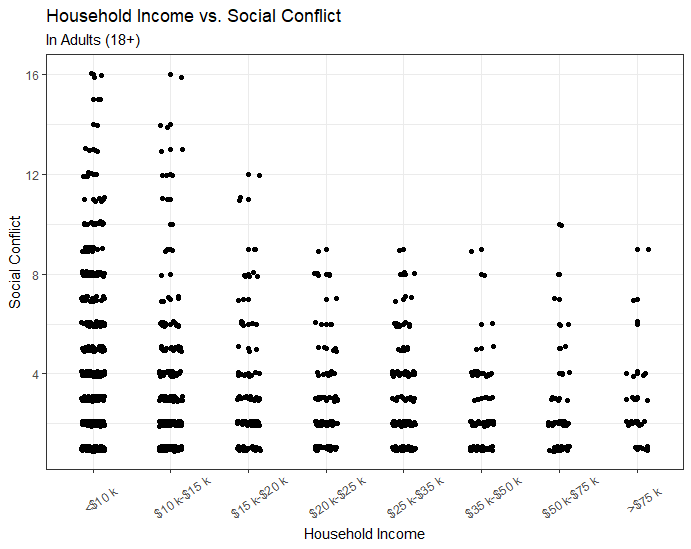 Household Income vs. Social Conflict
In Adults (18+)
16
12
8
4
Social Conflict
<$10 k
$10 k-$15 k
$15 k-$20 k
$20 k-$25 k
$25 k-$35 k
$35 k-$50 k
$50 k-$75 k
>$75 k
Household Income